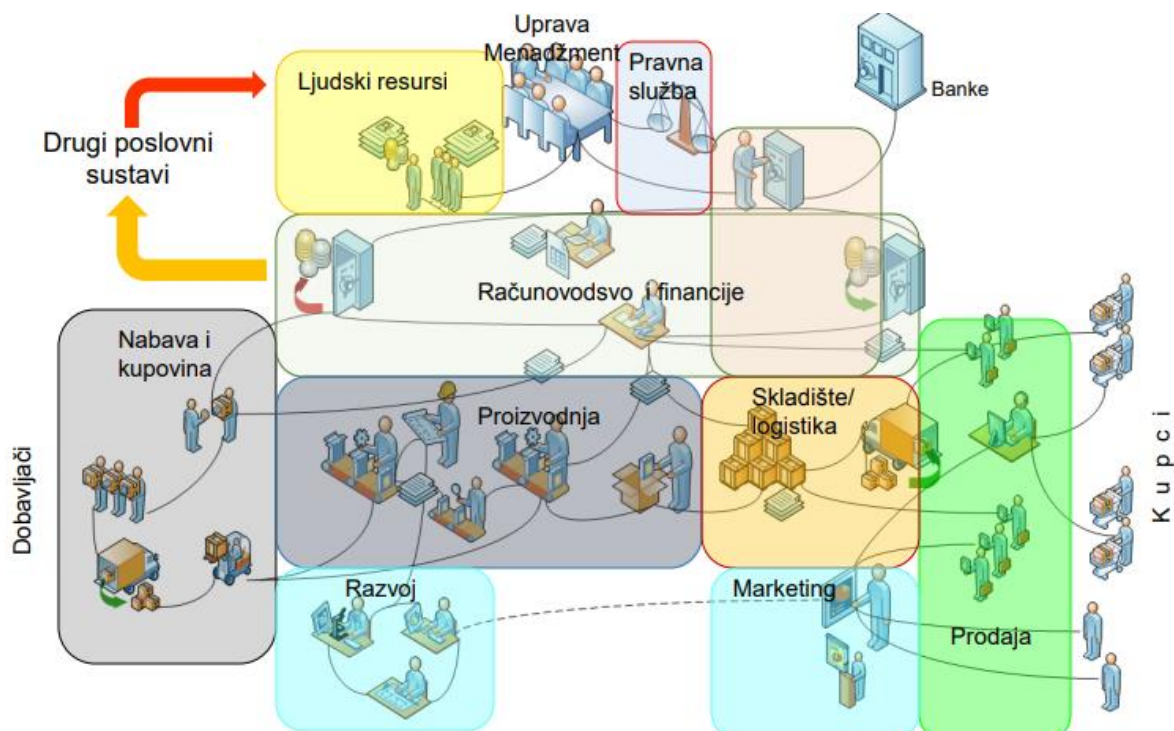 Uprava
Menadžment
Ljudski resursi
Pravna
služba
Banke
Drugi poslovni
sustavi
Računovodsvo i financije
Nabava i
kupovina
Proizvodnja
Skladište/
logistika
Dobavljači
Kupci
Razvoj
Marketing
Prodaja